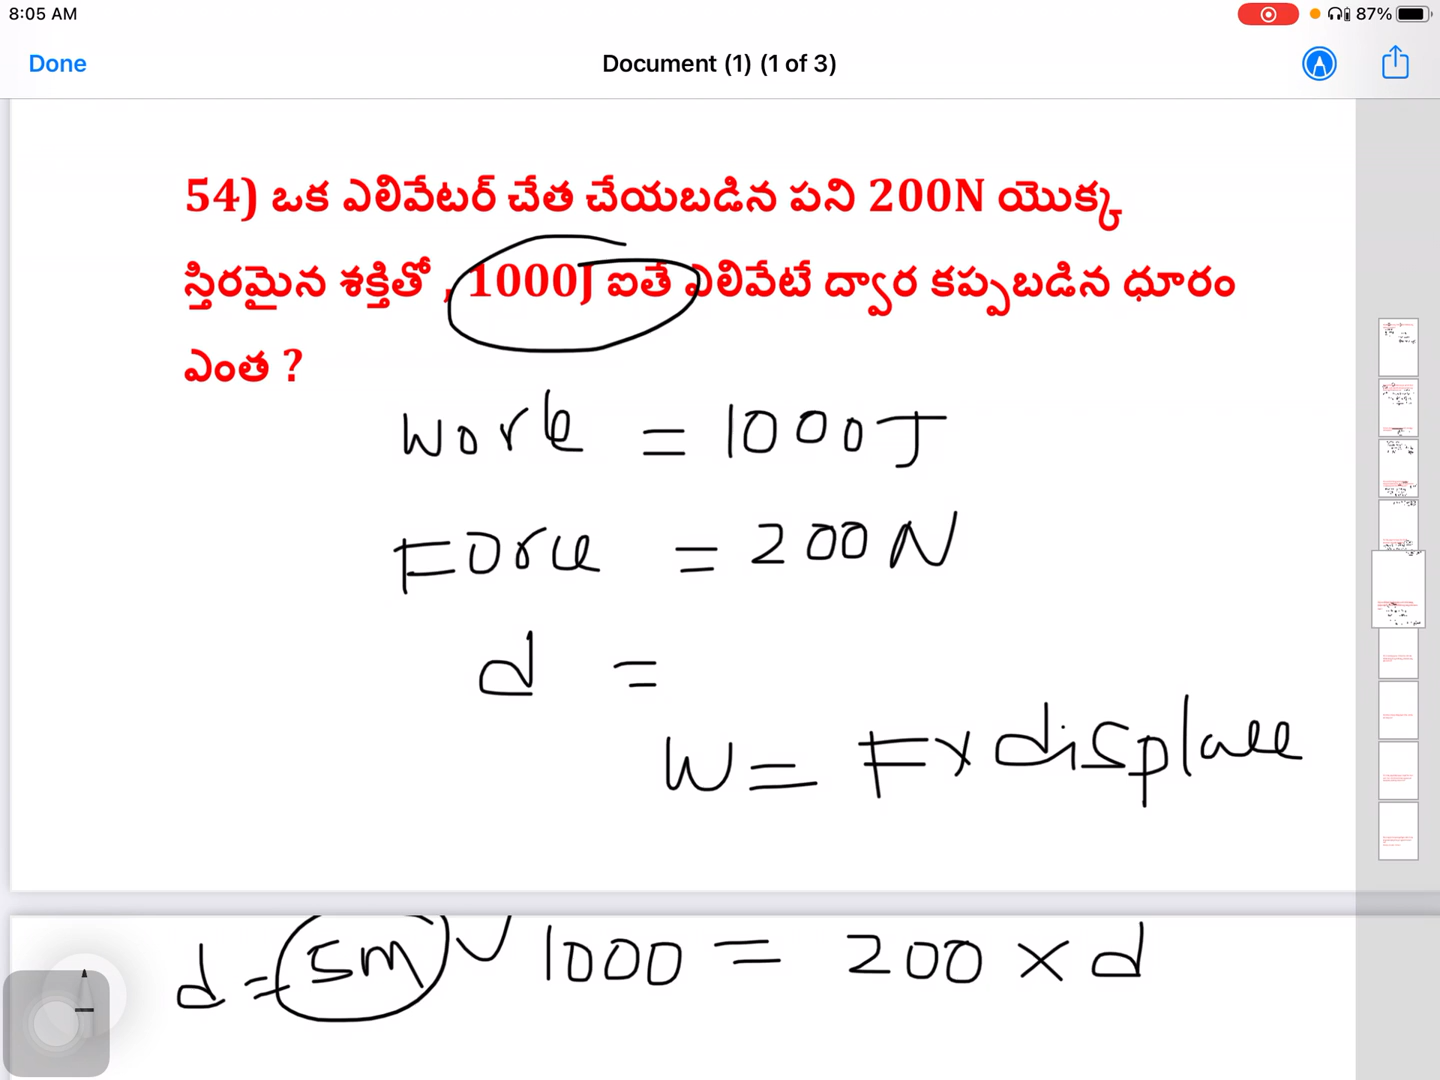 8:05 AM
87%
Done
Document (1) (1 of 3)
54) ఒక ఎలివేటర్ చేత చేయబడిన పని 200N యొక్క
స్తిరమైన శక్తితో , 1000J ఐతే ఎలివేటే ద్వార కప్పబడిన ధూరం
ఎంత ?
Work = 1000J
Force = 200N
d =
W = F x displace
d = 5m 1000 = 200 x d